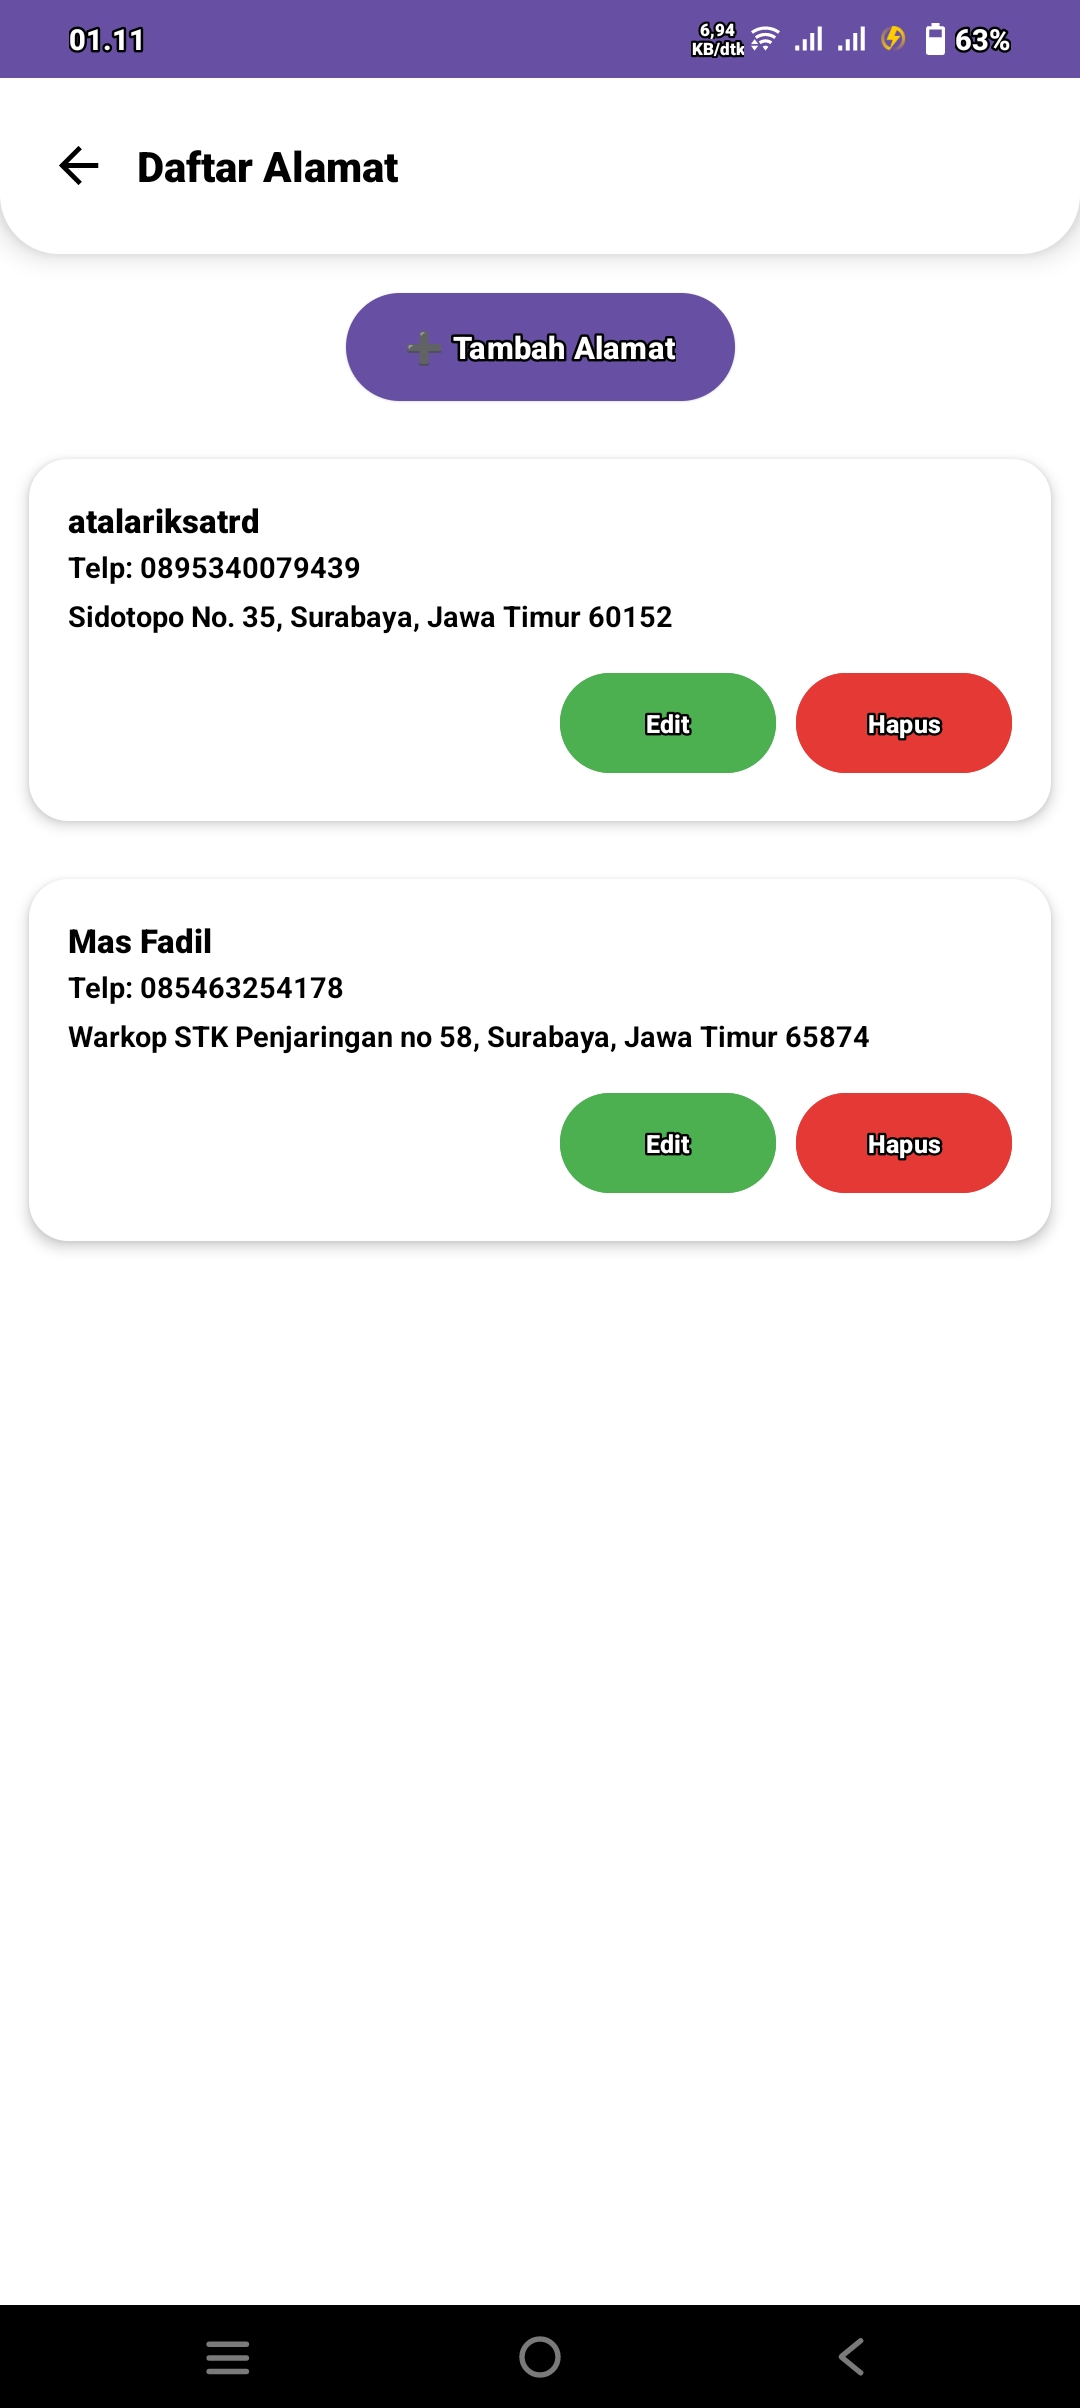 01.11
6,94
KB/dtk
63%
Daftar Alamat
➕ Tambah Alamat
atalariksatrd
Telp: 0895340079439
Sidotopo No. 35, Surabaya, Jawa Timur 60152
Edit
Hapus
Mas Fadil
Telp: 085463254178
Warkop STK Penjaringan no 58, Surabaya, Jawa Timur 65874
Edit
Hapus